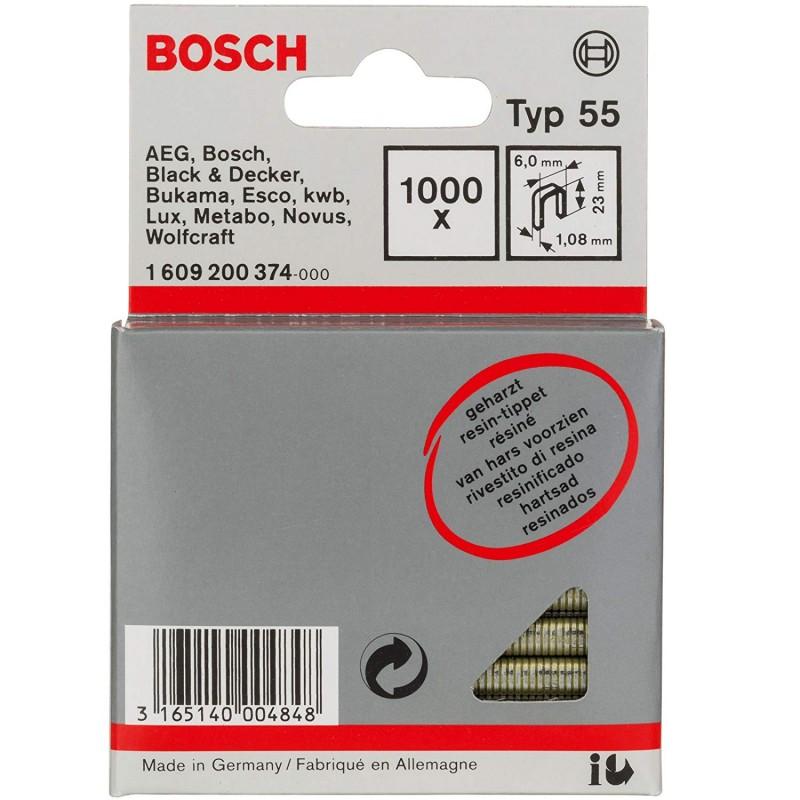 BOSCH
Typ 55
AEG, Bosch,
Black & Decker,
Bukama, Esco, kwb,
Lux, Metabo, Novus,
Wolfcraft
1 609 200 374-000
1000
x
6,0 mm
23 mm
1,08 mm
geharzt
resin-tippet
résiné
van hars voorzien
rivestito di resina
resinificado
hartsad
resinados
3 165140 004848
Made in Germany / Fabriqué en Allemagne